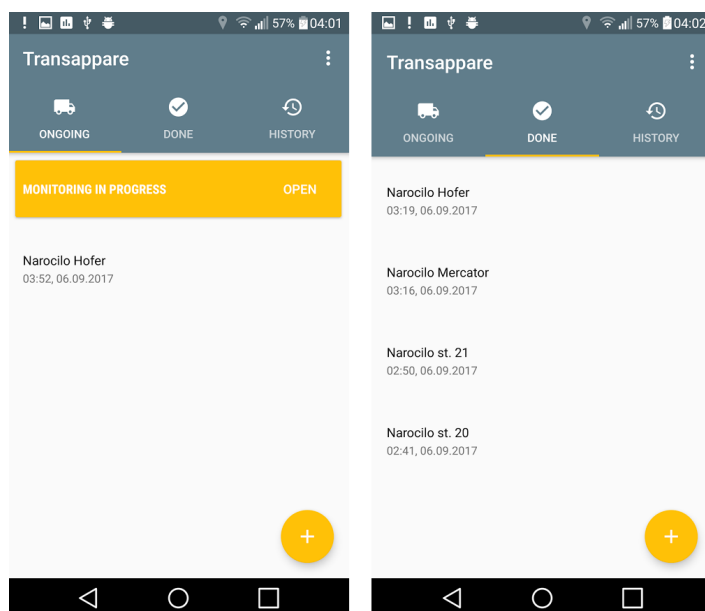 57% 04:01
Transappare
ONGOING DONE HISTORY
MONITORING IN PROGRESS OPEN
Narocilo Hofer
03:52, 06.09.2017
57% 04:02
Transappare
ONGOING DONE HISTORY
Narocilo Hofer
03:19, 06.09.2017
Narocilo Mercator
03:16, 06.09.2017
Narocilo st. 21
02:50, 06.09.2017
Narocilo st. 20
02:41, 06.09.2017